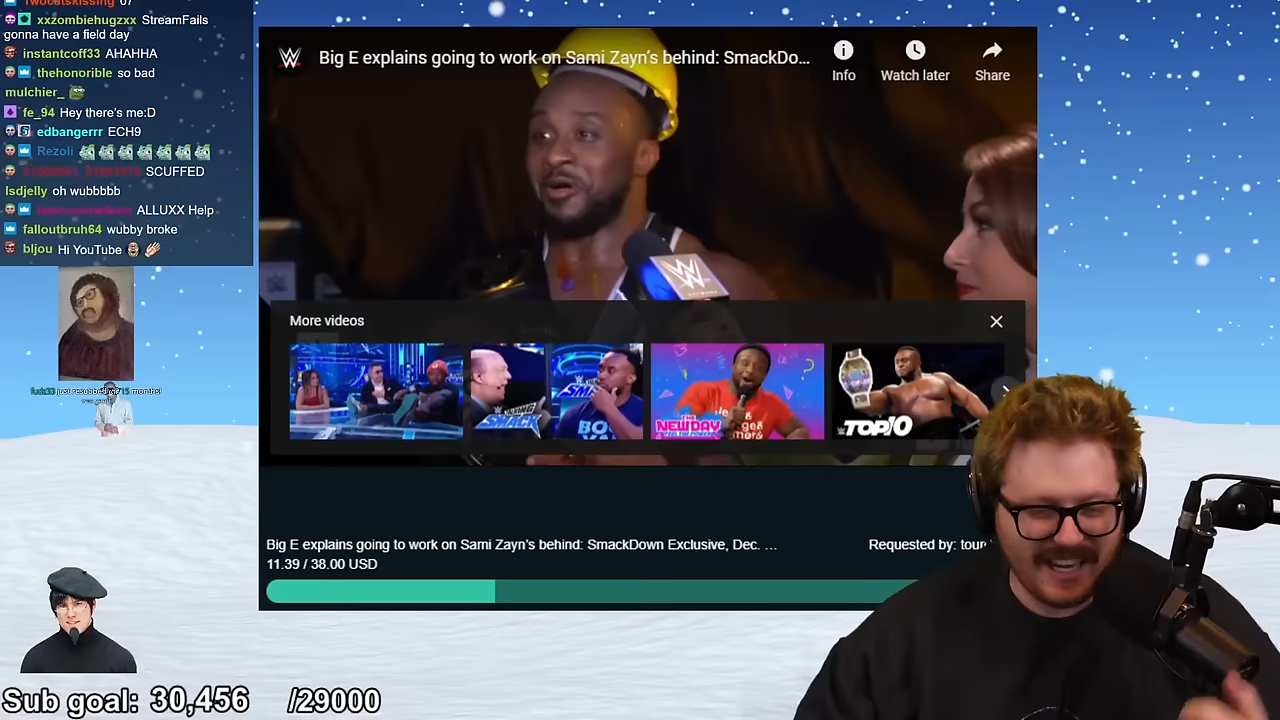 xxzombiehugzxx StreamFails
gonna have a field day
instantcoff33 AHAHHA
thehonorible so bad
mulchier_
fe_94 Hey there's me:D
edbangerrr ECH9
Rezoli
SCUFFED
lsdjelly oh wubbbbb
ALLUXX Help
falloutbruh64 wubby broke
bljou Hi YouTube
Big E explains going to work on Sami Zayn's behind: SmackDo...
Info
Watch later
Share
More videos
TOP10
Big E explains going to work on Sami Zayn's behind: SmackDown Exclusive, Dec. ...
Requested by:
11.39 / 38.00 USD
Sub goal: 30,456 /29000